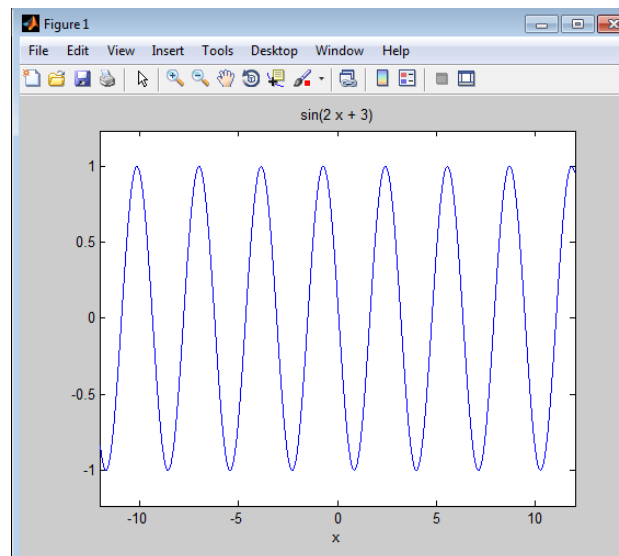 Figure 1
File Edit View Insert Tools Desktop Window Help
sin(2 x + 3)
1
0.5
0
-0.5
-1
-10 -5 0 5 10
x